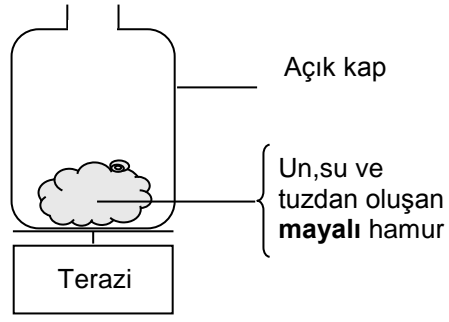 Açık kap
Un,su ve
tuzdan oluşan
mayalı hamur
Terazi